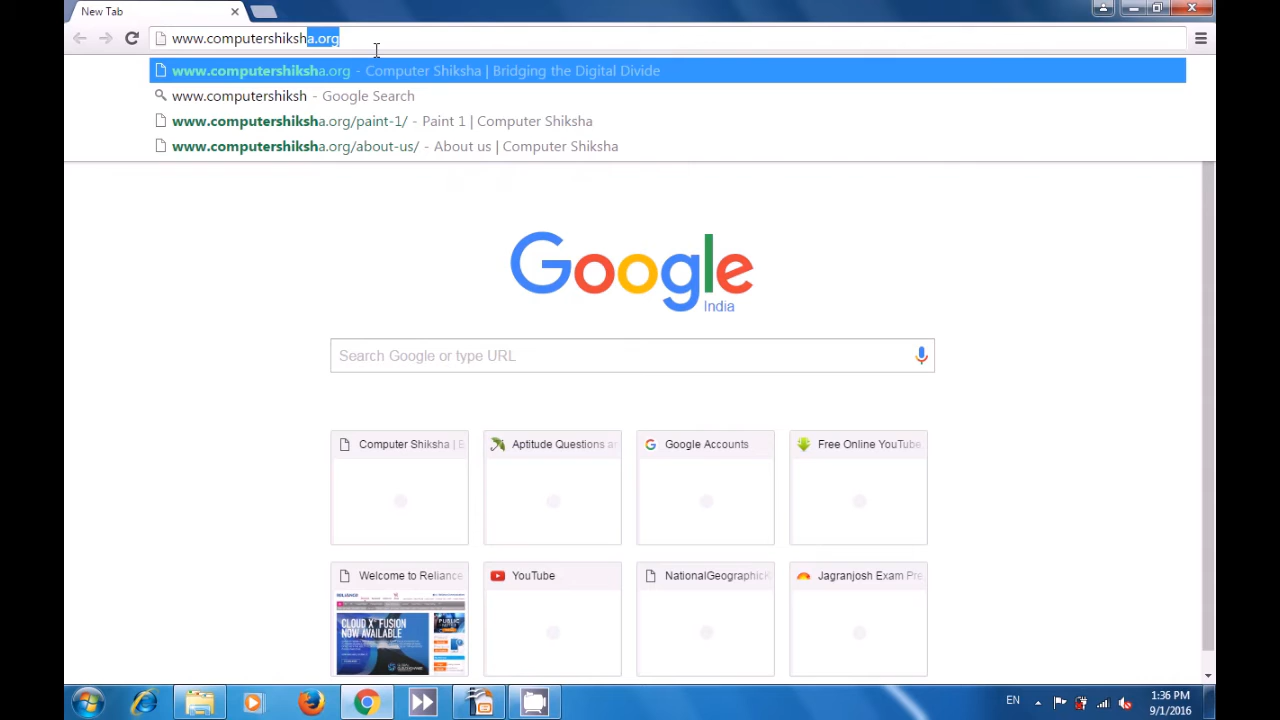 New Tab
www.computershiksha.org
www.computershiksha.org - Computer Shiksha | Bridging the Digital Divide
www.computershiksh - Google Search
www.computershiksha.org/paint-1/ - Paint 1 | Computer Shiksha
www.computershiksha.org/about-us/ - About us | Computer Shiksha
Google
India
Search Google or type URL
Computer Shiksha |
Aptitude Questions
Google Accounts
Free Online YouTube
Welcome to Reliance
YouTube
NationalGeographic
Jagranjosh Exam Pre
RELIANCE
CLOUD X FUSION
NOW AVAILABLE
EN
1:36 PM
9/1/2016